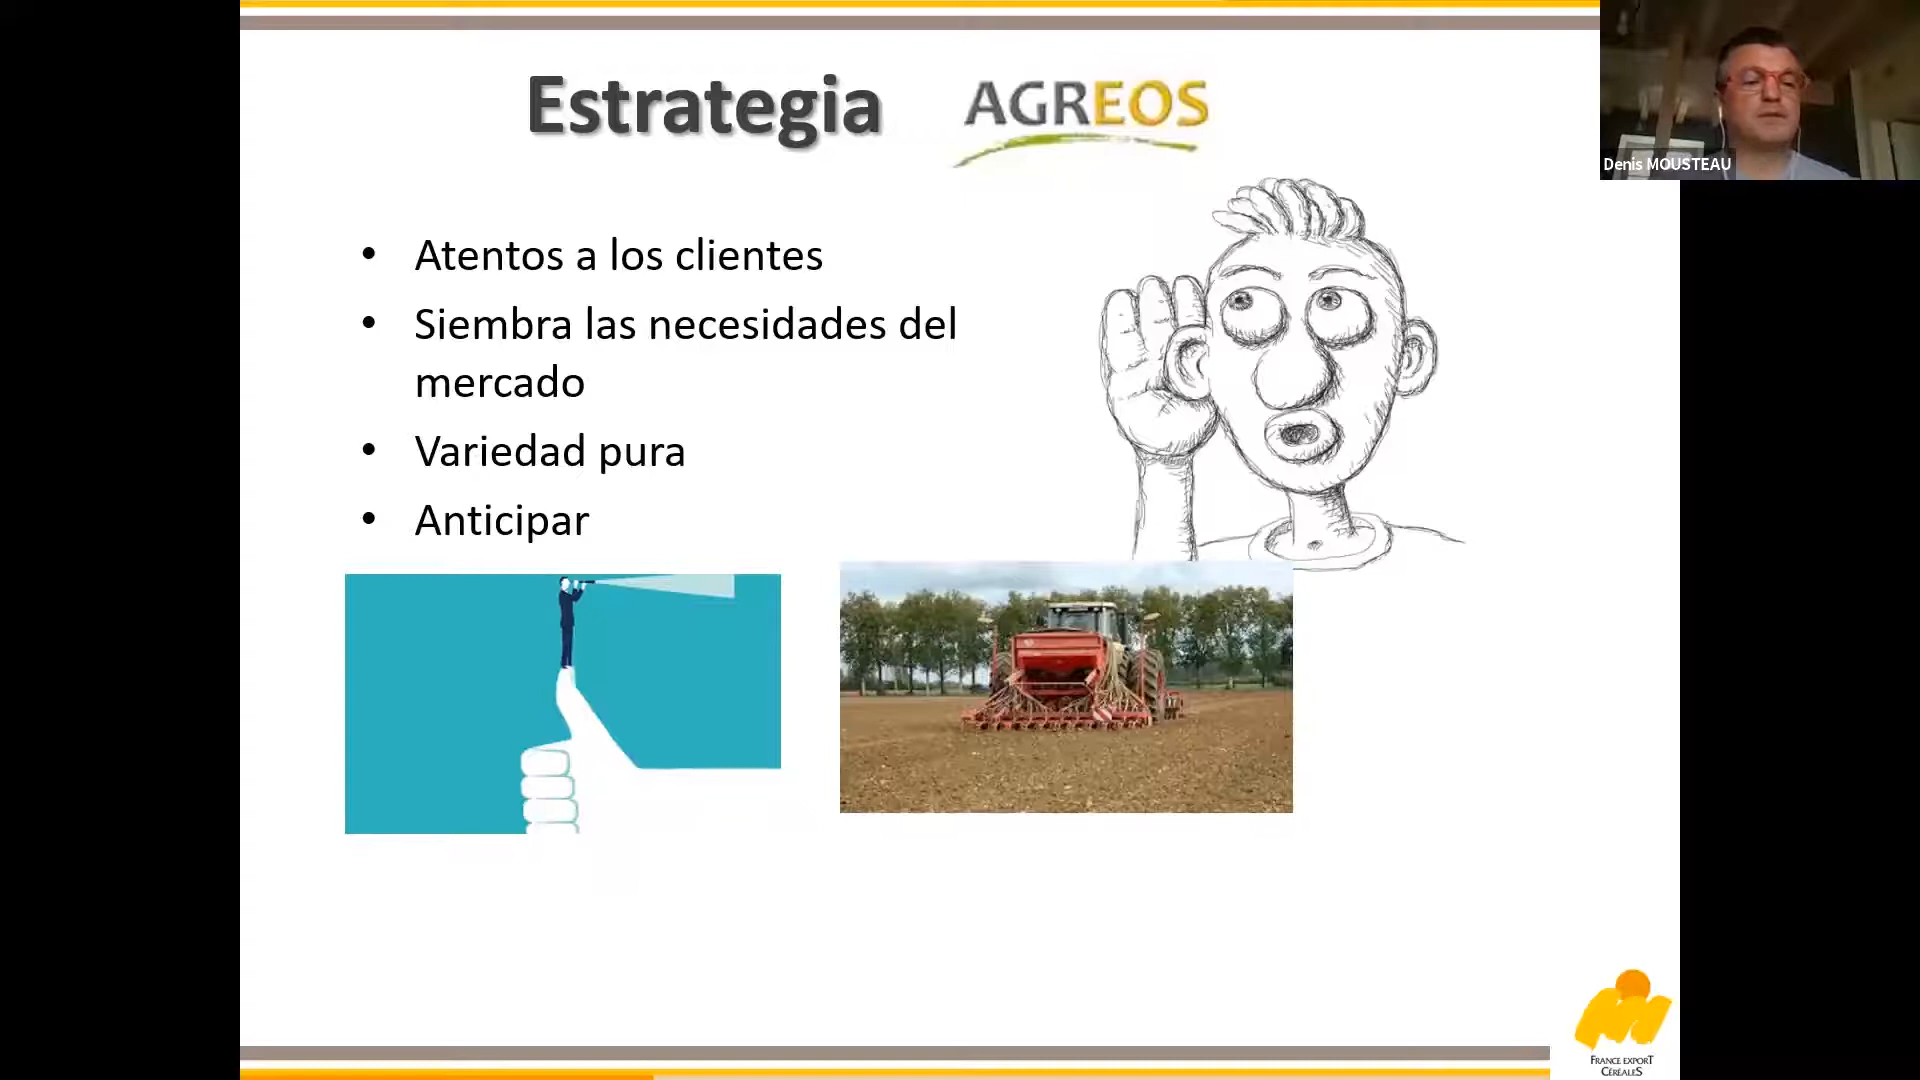 Estrategia
AGREOS
Denis MOUSTEAU
• Atentos a los clientes
• Siembra las necesidades del
mercado
• Variedad pura
• Anticipar
FRANCE EXPORT
CÉRÉALES